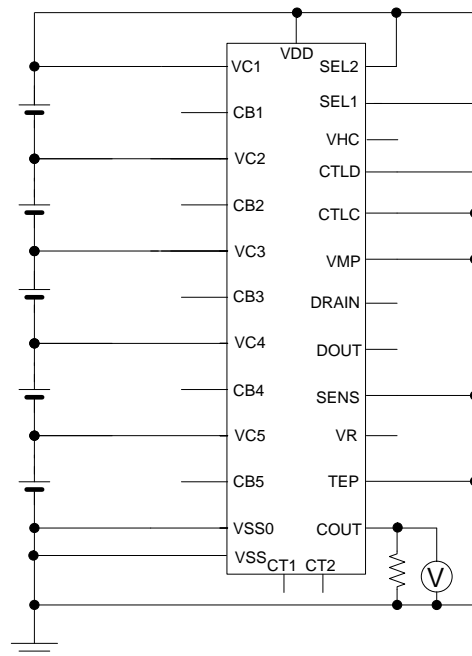 VDD
VC1
SEL2
SEL1
CB1
VHC
VC2
CTLD
CB2
CTLC
VC3
VMP
CB3
DRAIN
VC4
DOUT
CB4
SENS
VC5
VR
CB5
TEP
VSS0
COUT
VSS
CT1 CT2
V